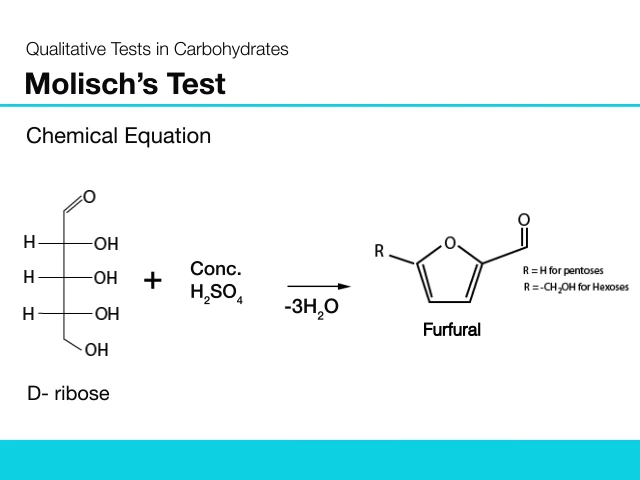 Qualitative Tests in Carbohydrates
Molisch's Test
Chemical Equation
O
H OH
H OH
H OH
OH
D- ribose
+
Conc.
H₂SO₄
-3H₂O
R O O
Furfural
R = H for pentoses
R = -CH₂OH for Hexoses